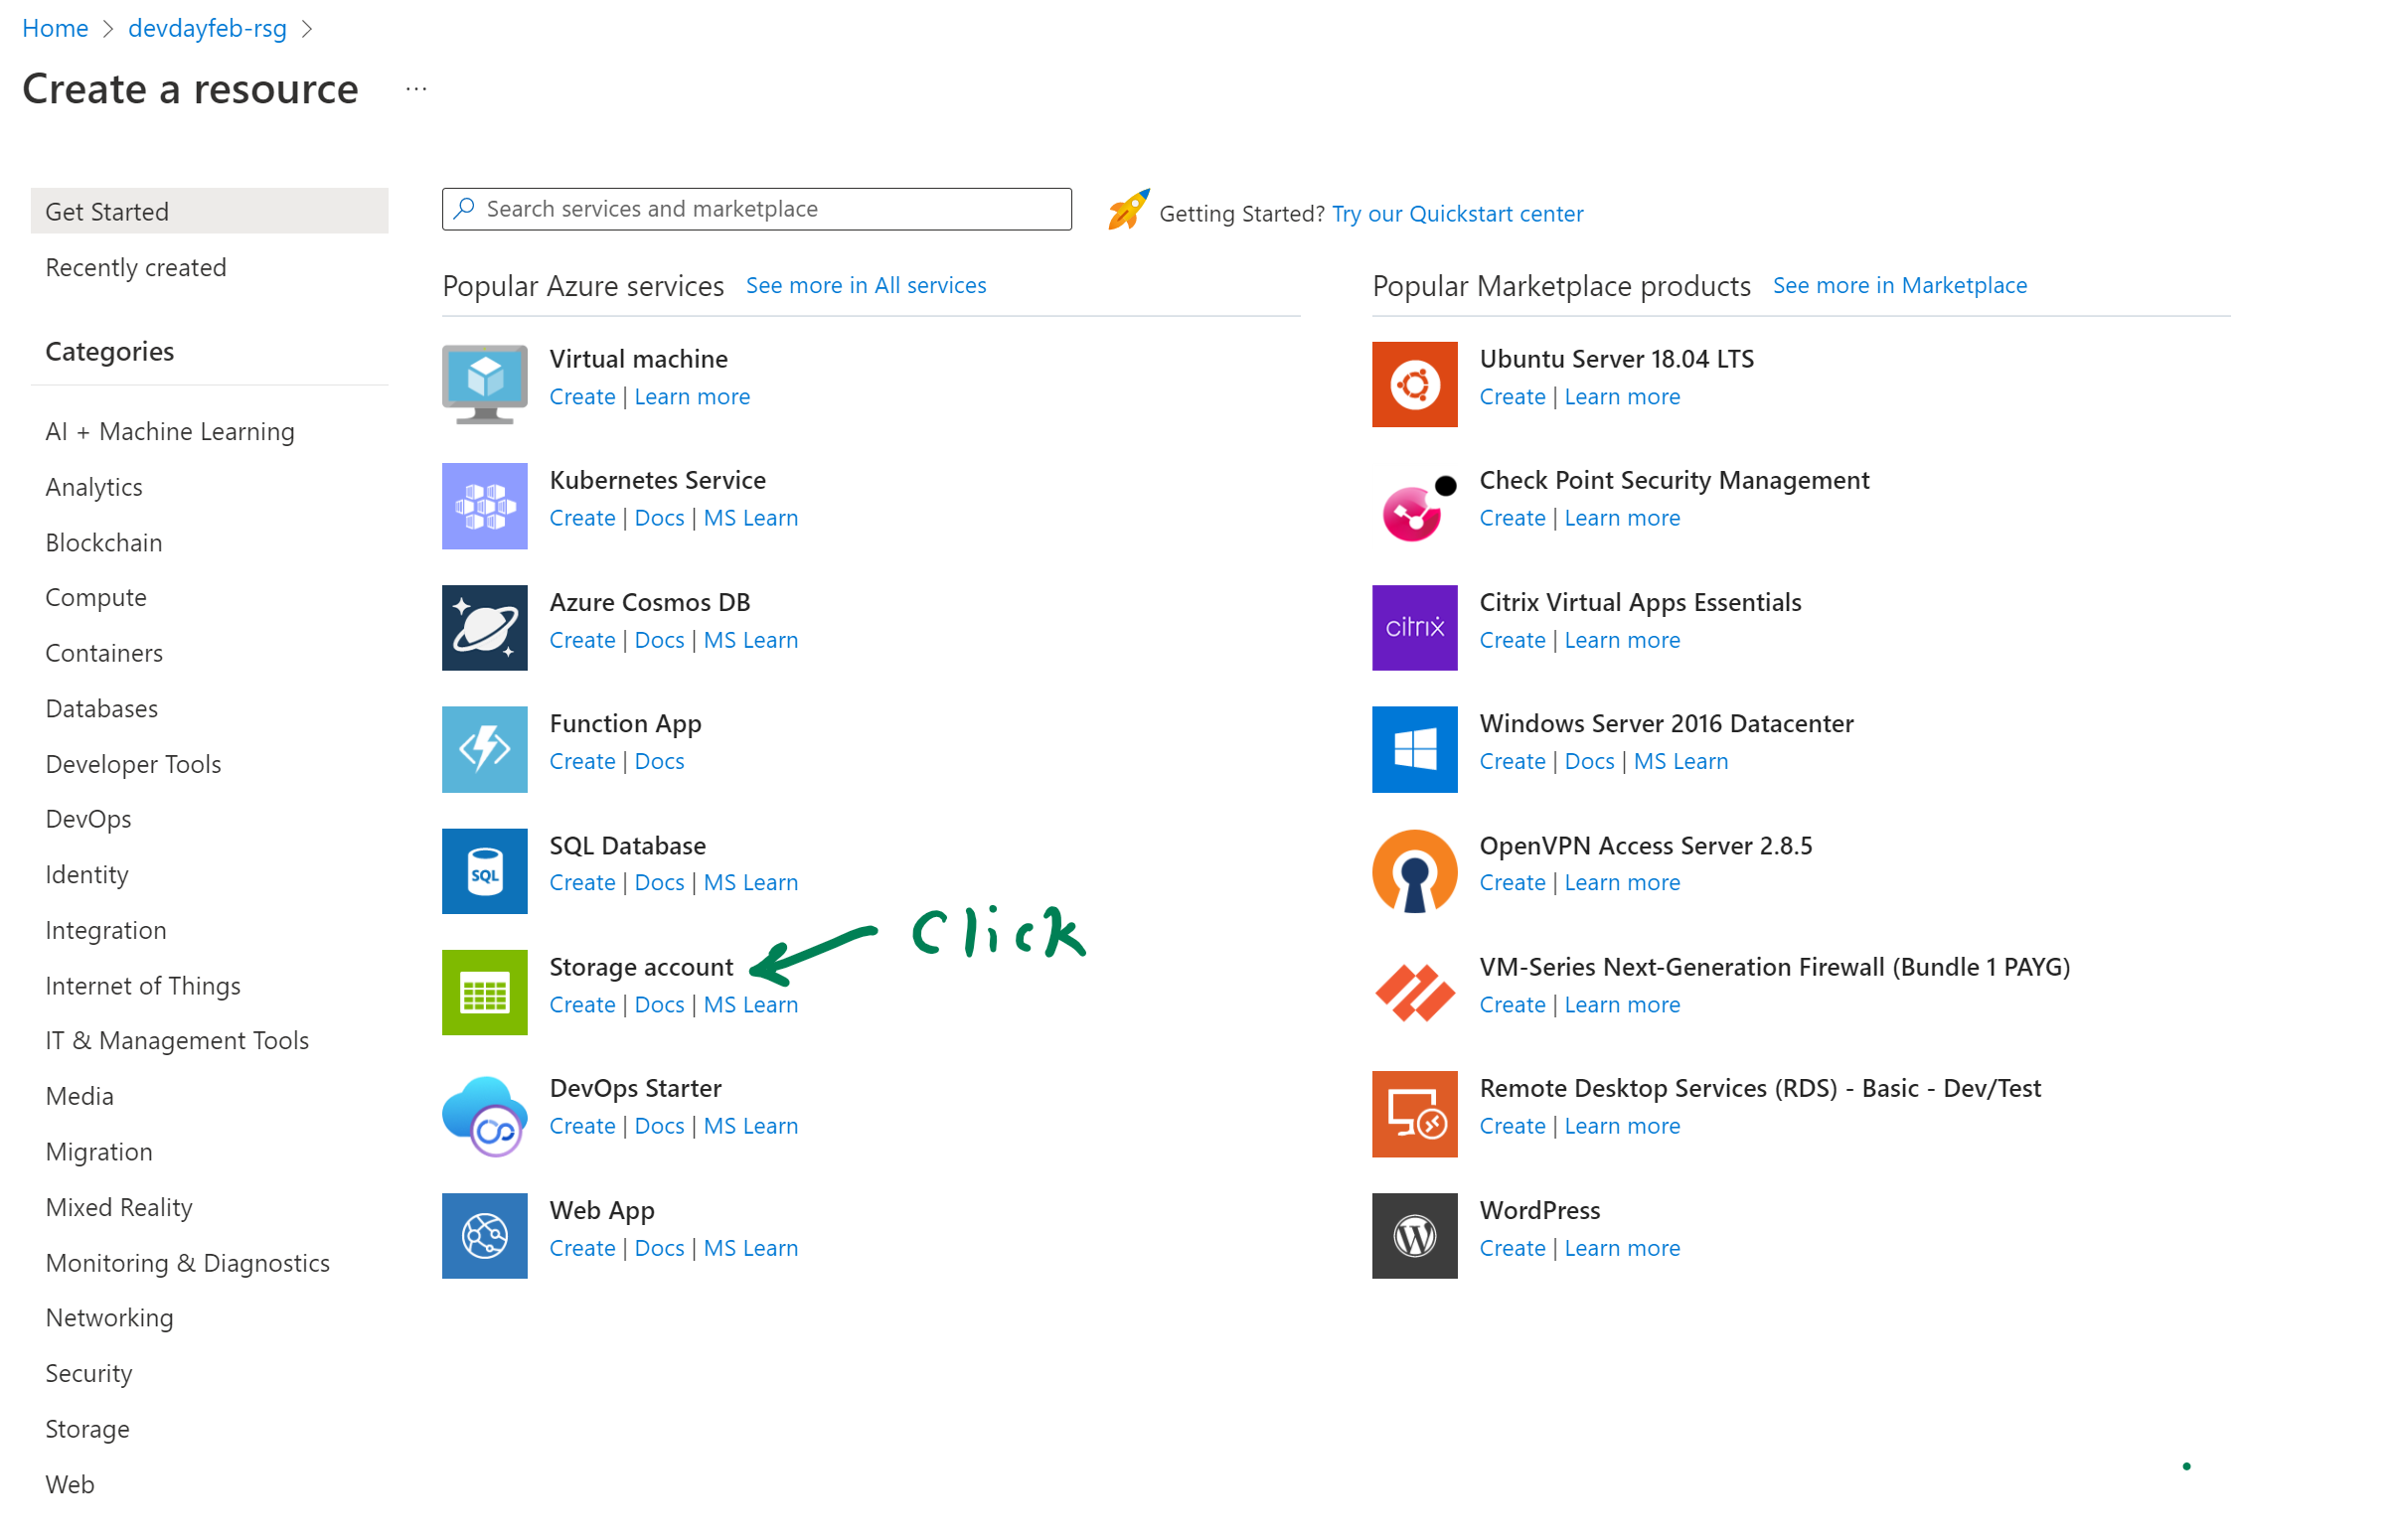 Home > devdayfeb-rsg >
Create a resource ...
Get Started
Recently created
Categories
AI + Machine Learning
Analytics
Blockchain
Compute
Containers
Databases
Developer Tools
DevOps
Identity
Integration
Internet of Things
IT & Management Tools
Media
Migration
Mixed Reality
Monitoring & Diagnostics
Networking
Security
Storage
Web
Search services and marketplace
Getting Started? Try our Quickstart center
Popular Azure services See more in All services
Virtual machine
Create | Learn more
Kubernetes Service
Create | Docs | MS Learn
Azure Cosmos DB
Create | Docs | MS Learn
Function App
Create | Docs
SQL
SQL Database
Create | Docs | MS Learn
Storage account
Click
Create | Docs | MS Learn
DevOps Starter
Create | Docs | MS Learn
Web App
Create | Docs | MS Learn
Popular Marketplace products See more in Marketplace
Ubuntu Server 18.04 LTS
Create | Learn more
Check Point Security Management
Create | Learn more
citrix
Citrix Virtual Apps Essentials
Create | Learn more
Windows Server 2016 Datacenter
Create | Docs | MS Learn
OpenVPN Access Server 2.8.5
Create | Learn more
VM-Series Next-Generation Firewall (Bundle 1 PAYG)
Create | Learn more
Remote Desktop Services (RDS) - Basic - Dev/Test
Create | Learn more
WordPress
Create | Learn more